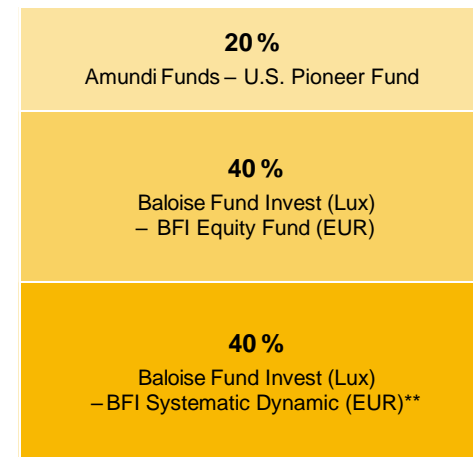 20 %
Amundi Funds – U.S. Pioneer Fund
40 %
Baloise Fund Invest (Lux)
– BFI Equity Fund (EUR)
40 %
Baloise Fund Invest (Lux)
– BFI Systematic Dynamic (EUR)**